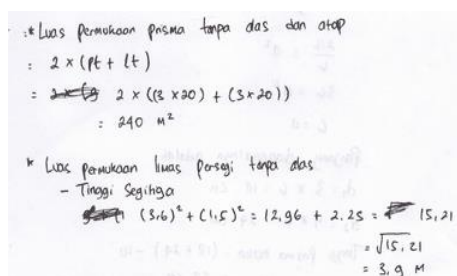 :* Luas Permukaan Prisma tanpa alas dan atap
: 2 × (Pt + lt)
= 2 × ((3 × 20) + (3 × 20))
: 240 M²
* Luas Permukaan limas Persegi tanpa alas
- Tinggi Segitiga
(3,6)² + (1,5)² = 12,96 + 2.25 = 15,21
= √15,21
= 3,9 M